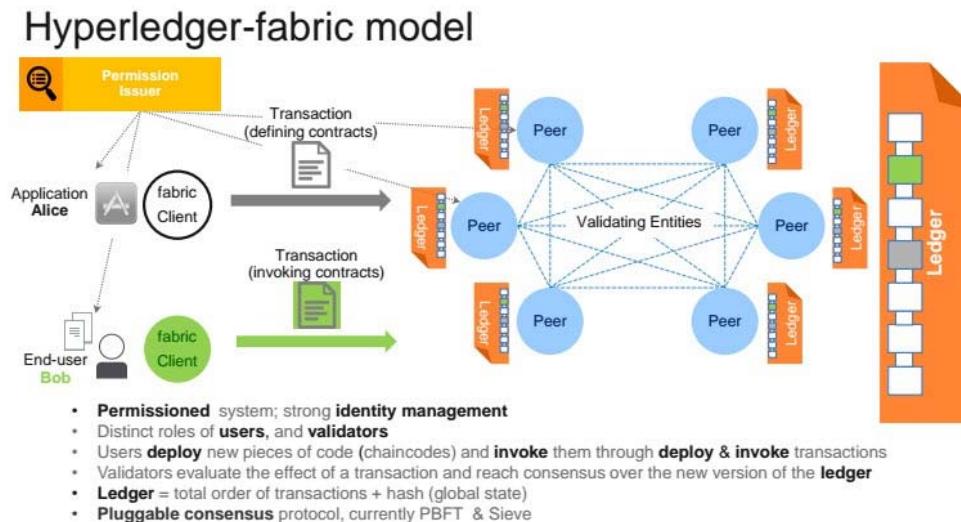 Hyperledger-fabric model
Permission
Issuer
Transaction
(defining contracts)
Application
Alice
fabric
Client
Transaction
(invoking contracts)
End-user
Bob
fabric
Client
Ledger
Peer
Peer
Ledger
Ledger
Peer
Validating Entities
Peer
Ledger
Ledger
Peer
Peer
Ledger
Ledger
• Permissioned system; strong identity management
• Distinct roles of users, and validators
• Users deploy new pieces of code (chaincodes) and invoke them through deploy & invoke transactions
• Validators evaluate the effect of a transaction and reach consensus over the new version of the ledger
• Ledger = total order of transactions + hash (global state)
• Pluggable consensus protocol, currently PBFT & Sieve